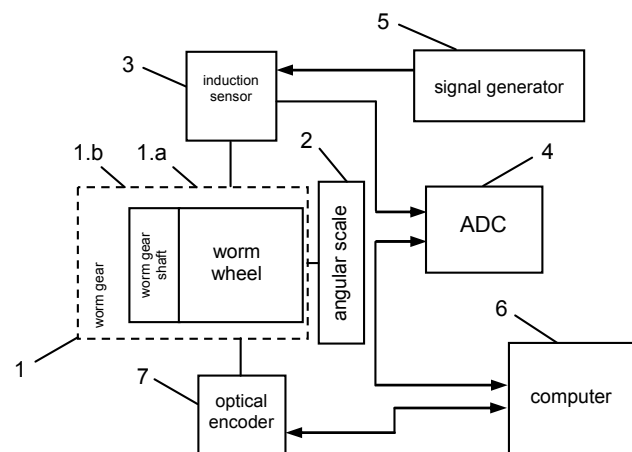 5
3
induction
sensor
signal generator
1.b
1.a
2
4
ADC
worm gear
worm gear
shaft
worm
wheel
angular scale
1
6
7
optical
encoder
computer